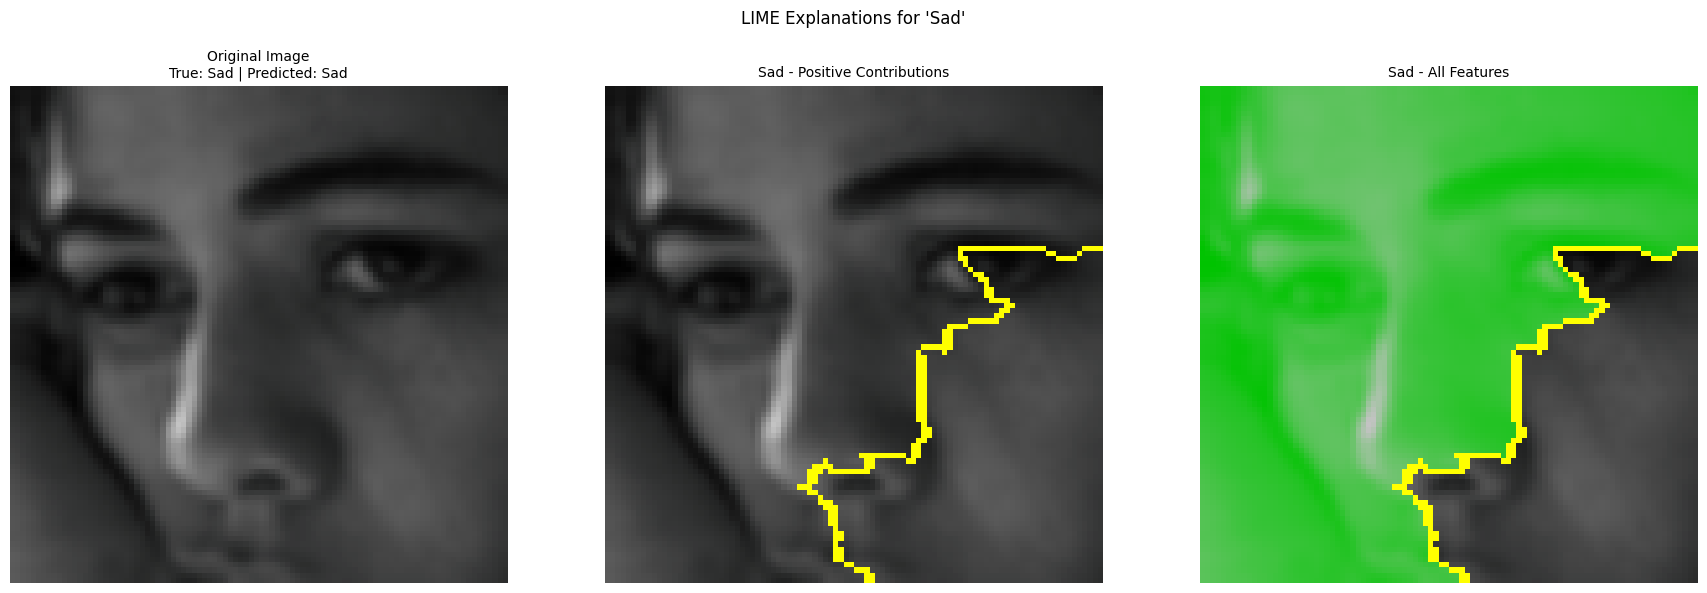 LIME Explanations for 'Sad'
Original Image
True: Sad | Predicted: Sad
Sad - Positive Contributions
Sad - All Features